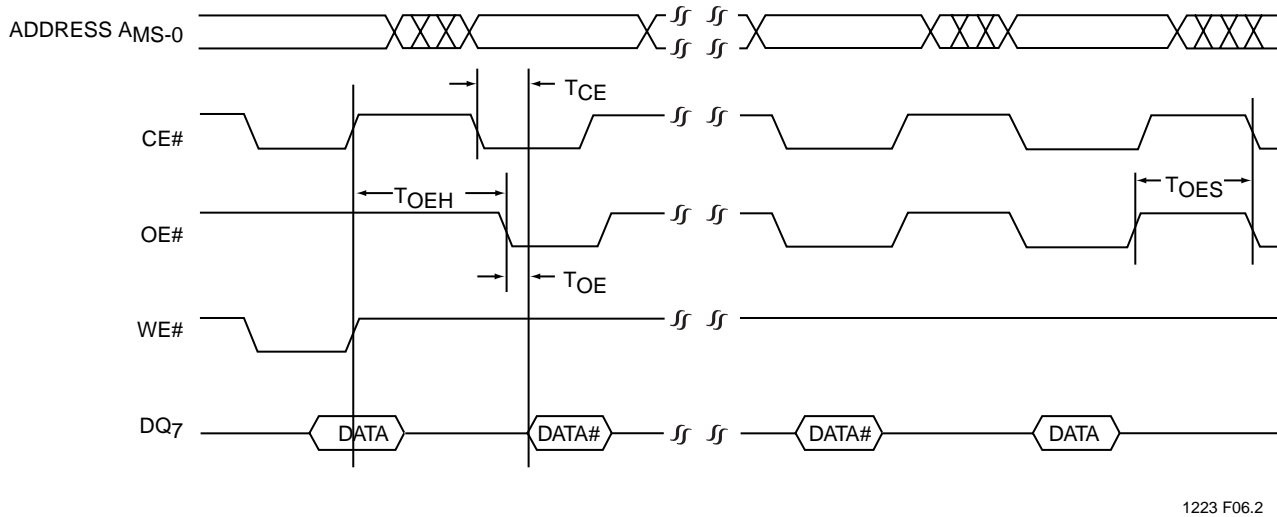 ADDRESS AMS-0
TCE
CE#
TOEH
TOES
OE#
TOE
WE#
DQ7
DATA
DATA#
DATA#
DATA
1223 F06.2